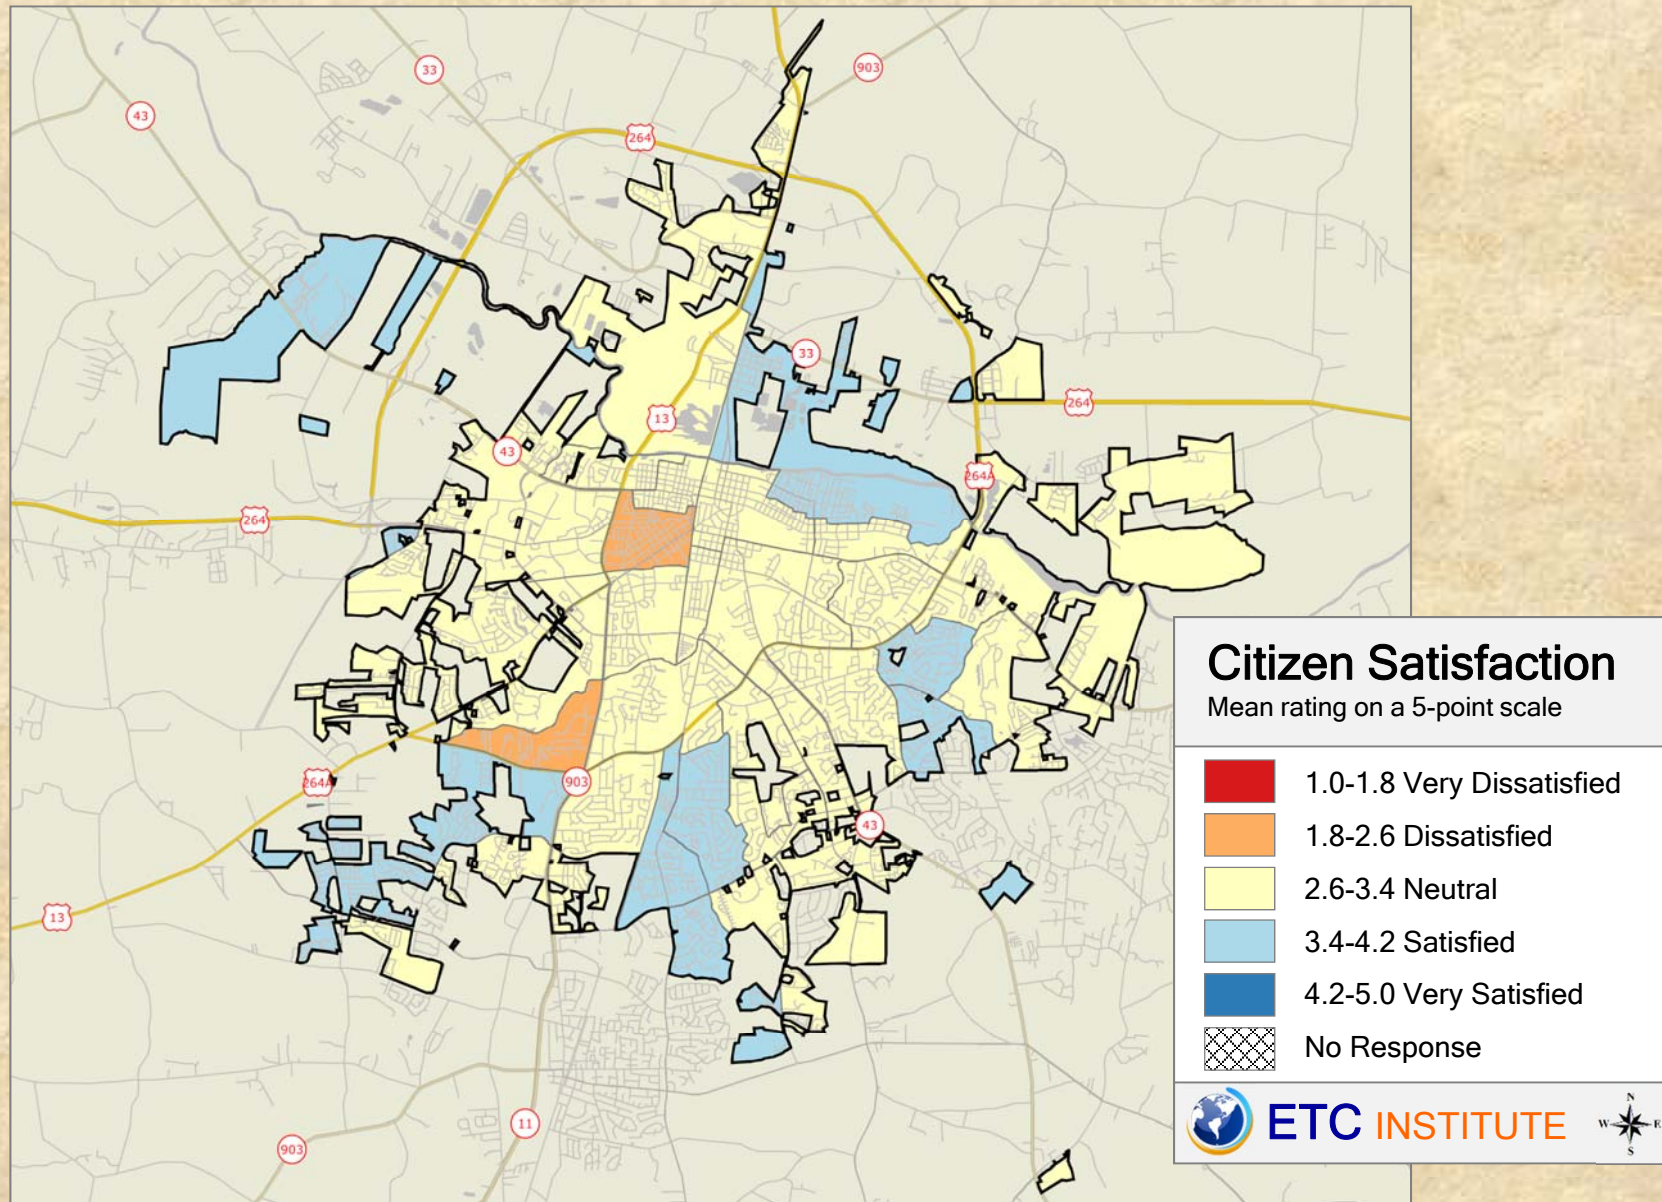 33
903
43
264
33
264
13
43
264A
264
903
264A
43
13
11
903
Citizen Satisfaction
Mean rating on a 5-point scale
1.0-1.8 Very Dissatisfied
1.8-2.6 Dissatisfied
2.6-3.4 Neutral
3.4-4.2 Satisfied
4.2-5.0 Very Satisfied
No Response
ETC INSTITUTE
N
W E
S